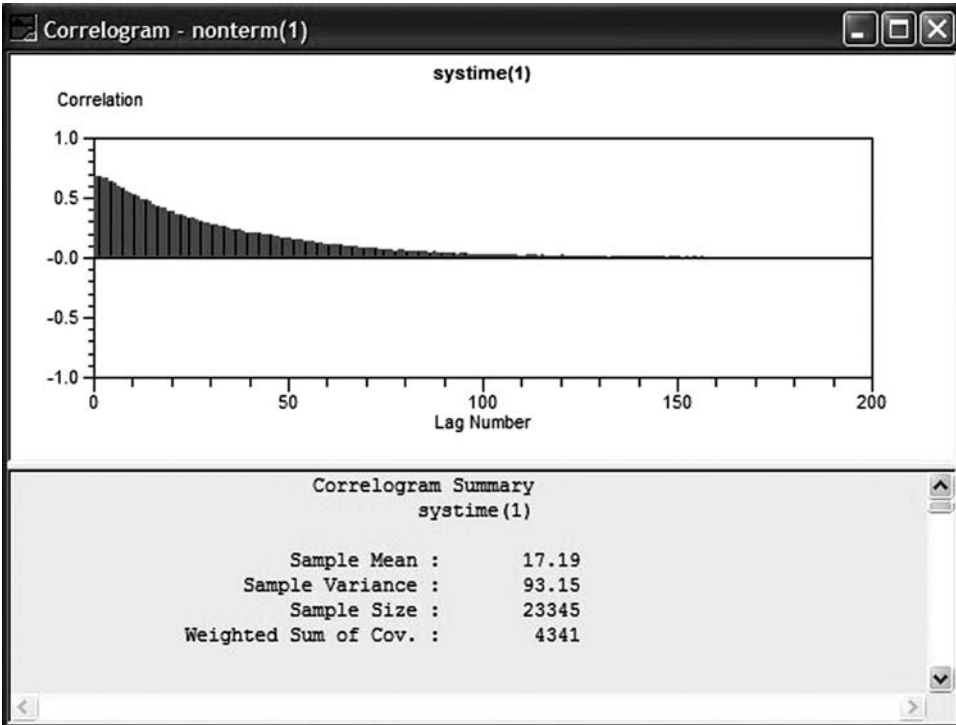 Correlogram - nonterm(1)
systime(1)
Correlation
1.0
0.5
-0.0
-0.5
-1.0
0 50 100 150 200
Lag Number
Correlogram Summary
systime(1)
Sample Mean : 17.19
Sample Variance : 93.15
Sample Size : 23345
Weighted Sum of Cov. : 4341